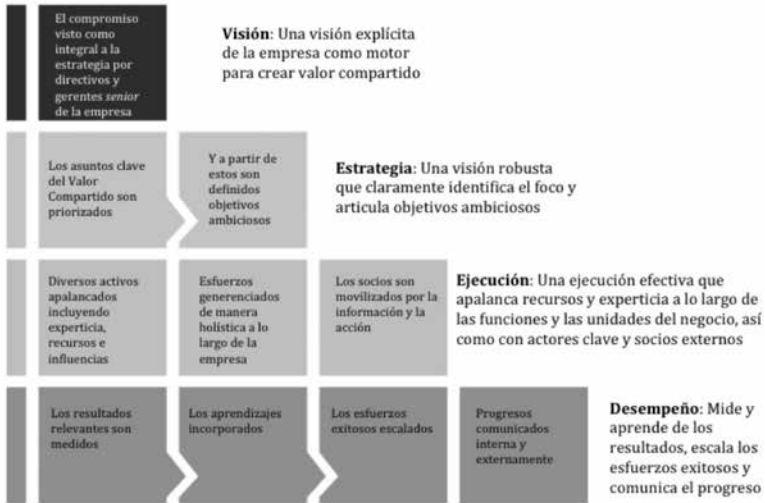 El compromiso
visto como
integral a la
estrategia por
directivos y
gerentes senior
de la empresa
Visión: Una visión explícita
de la empresa como motor
para crear valor compartido
Los asuntos clave
del Valor
Compartido son
priorizados
Y a partir de
estos son
definidos
objetivos
ambiciosos
Estrategia: Una visión robusta
que claramente identifica el foco y
articula objetivos ambiciosos
Diversos activos
apalancados
incluyendo
experticia,
recursos e
influencias
Esfuerzos
generenciados
de manera
holística a lo
largo de la
empresa
Los socios son
movilizados por la
información y la
acción
Ejecución: Una ejecución efectiva que
apalanca recursos y experticia a lo largo de
las funciones y las unidades del negocio, así
como con actores clave y socios externos
Los resultados
relevantes son
medidos
Los aprendizajes
incorporados
Los esfuerzos
exitosos escalados
Progresos
comunicados
interna y
externamente
Desempeño: Mide y
aprende de los
resultados, escala los
esfuerzos exitosos y
comunica el progreso